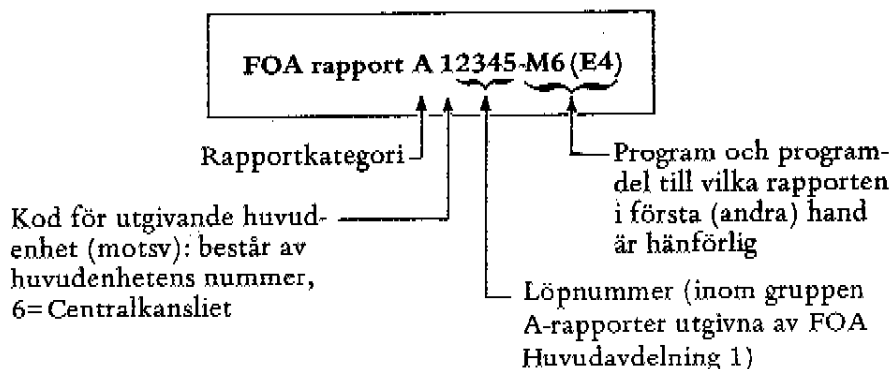 FOA rapport A 12345-M6(E4)
Rapportkategori
Program och program-
del till vilka rapporten
i första (andra) hand
är hänförlig
Kod för utgivande huvud-
enhet (motsv): består av
huvudenhetens nummer,
6=Centralkansliet
Löpnummer (inom gruppen
A-rapporter utgivna av FOA
Huvudavdelning 1)